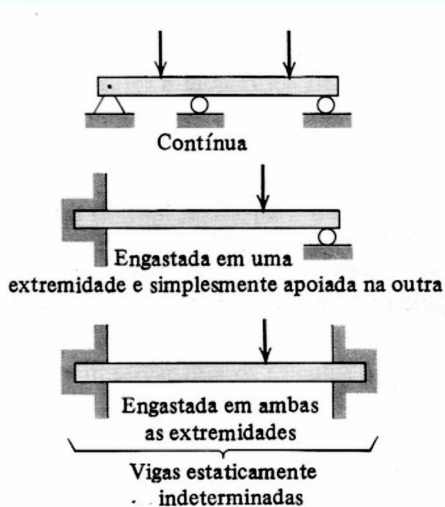 Contínua
Engastada em uma
extremidade e simplesmente apoiada na outra
Engastada em ambas
as extremidades
Vigas estaticamente
indeterminadas